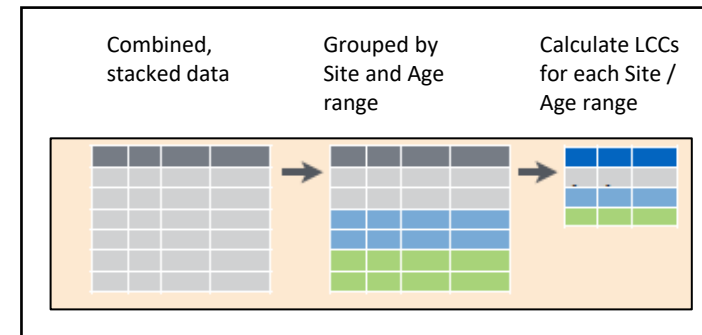 Combined,
stacked data
Grouped by
Site and Age
range
Calculate LCCs
for each Site /
Age range